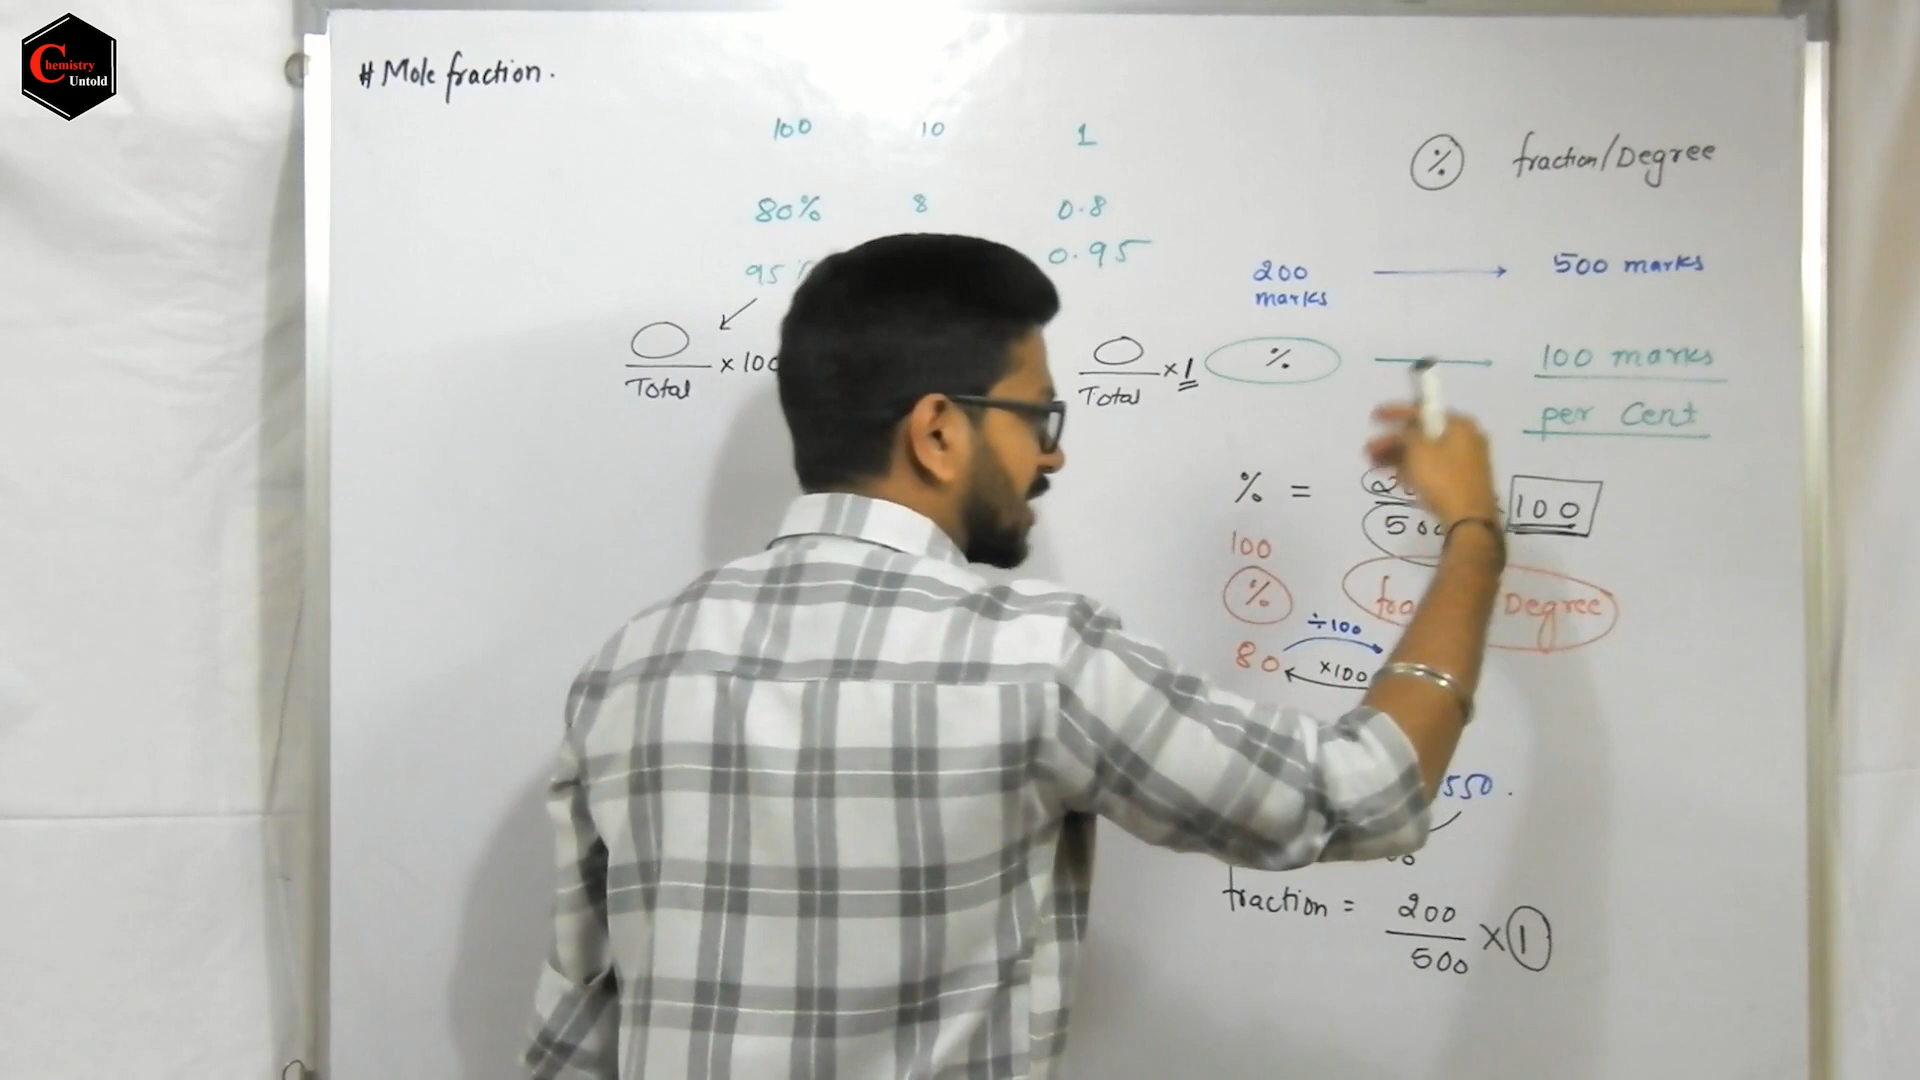 Chemistry
Untold
# Mole fraction.
100 10 1
80% 8 0.8
95 0.95
Total × 100
Total × 1
% fraction/Degree
200 marks → 500 marks
% → 100 marks
per Cent
% = 500 100
100
% Degree
÷100
80 ×100
550.
fraction = 200/500 × 1